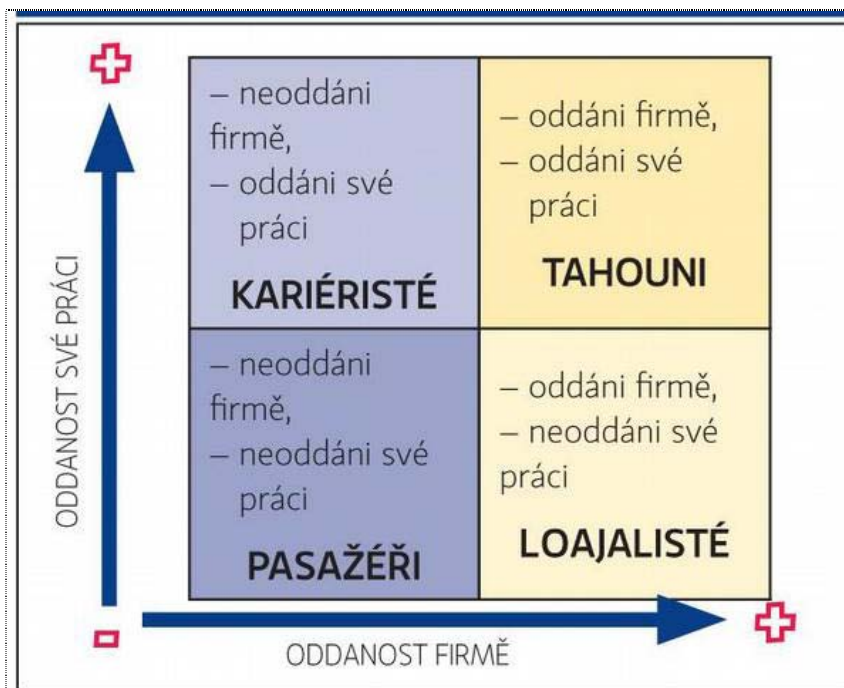 – neoddáni
firmě,
– oddáni své
práci
KARIÉRISTÉ
– oddáni firmě,
– oddáni své
práci
TAHOUNI
– neoddáni
firmě,
– neoddáni své
práci
PASAŽÉŘI
– oddáni firmě,
– neoddáni své
práci
LOAJALISTÉ
ODDANOST SVÉ PRÁCI
ODDANOST FIRMĚ